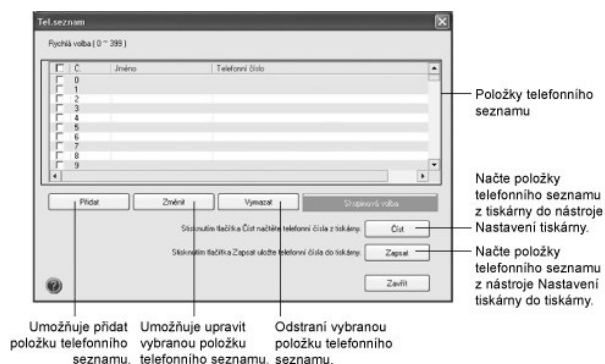 Tel.seznam
Rychlá volba ( 0 ~ 399 )
Č. Jméno Telefonní číslo
0
1
2
3
4
5
6
7
8
9
Položky telefonního
seznamu
Přidat Změnit Vymazat Skupinová volba
Stisknutím tlačítka Číst načtěte telefonní čísla z tiskárny. Číst
Načte položky
telefonního seznamu
z tiskárny do nástroje
Nastavení tiskárny.
Stisknutím tlačítka Zapsat uložte telefonní čísla do tiskárny. Zapsat
Načte položky
telefonního seznamu
z nástroje Nastavení
tiskárny do tiskárny.
Zavřít
Umožňuje přidat
položku telefonního
seznamu.
Umožňuje upravit
vybranou položku
telefonního seznamu.
Odstraní vybranou
položku telefonního
seznamu.